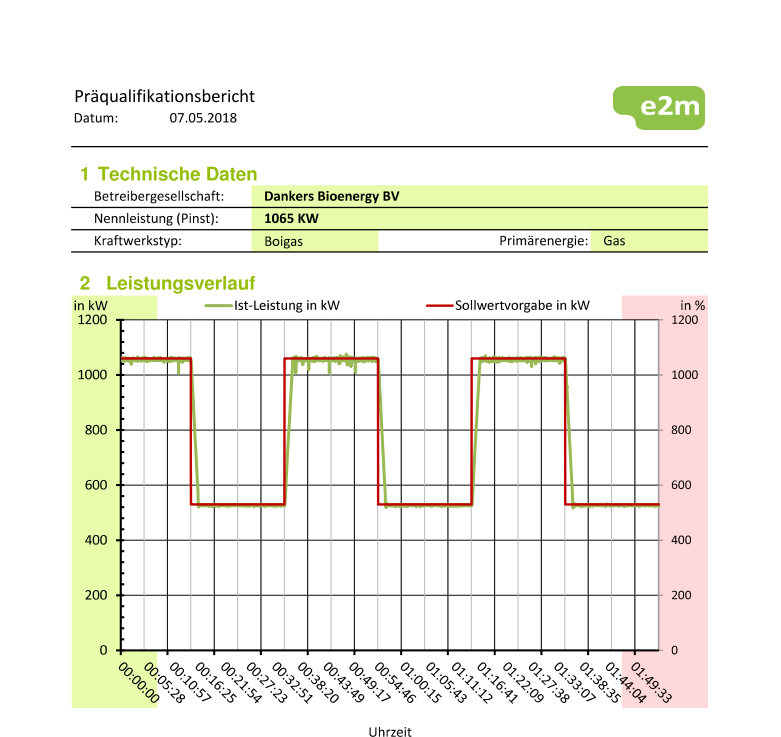 Präqualifikationsbericht
Datum: 07.05.2018
e2m
1 Technische Daten
Betreibergesellschaft: Dankers Bioenergy BV
Nennleistung (Pinst): 1065 KW
Kraftwerkstyp: Boigas Primärenergie: Gas
2 Leistungsverlauf
in kW Ist-Leistung in kW Sollwertvorgabe in kW in %
1200 1200
1000 1000
800 800
600 600
400 400
200 200
0 0
00:00:00 00:05:28 00:10:57 00:16:25 00:21:54 00:27:23 00:32:51 00:38:20 00:43:49 00:49:17 00:54:46 01:00:15 01:05:43 01:11:12 01:16:41 01:22:09 01:27:38 01:33:07 01:38:35 01:44:04 01:49:33
Uhrzeit